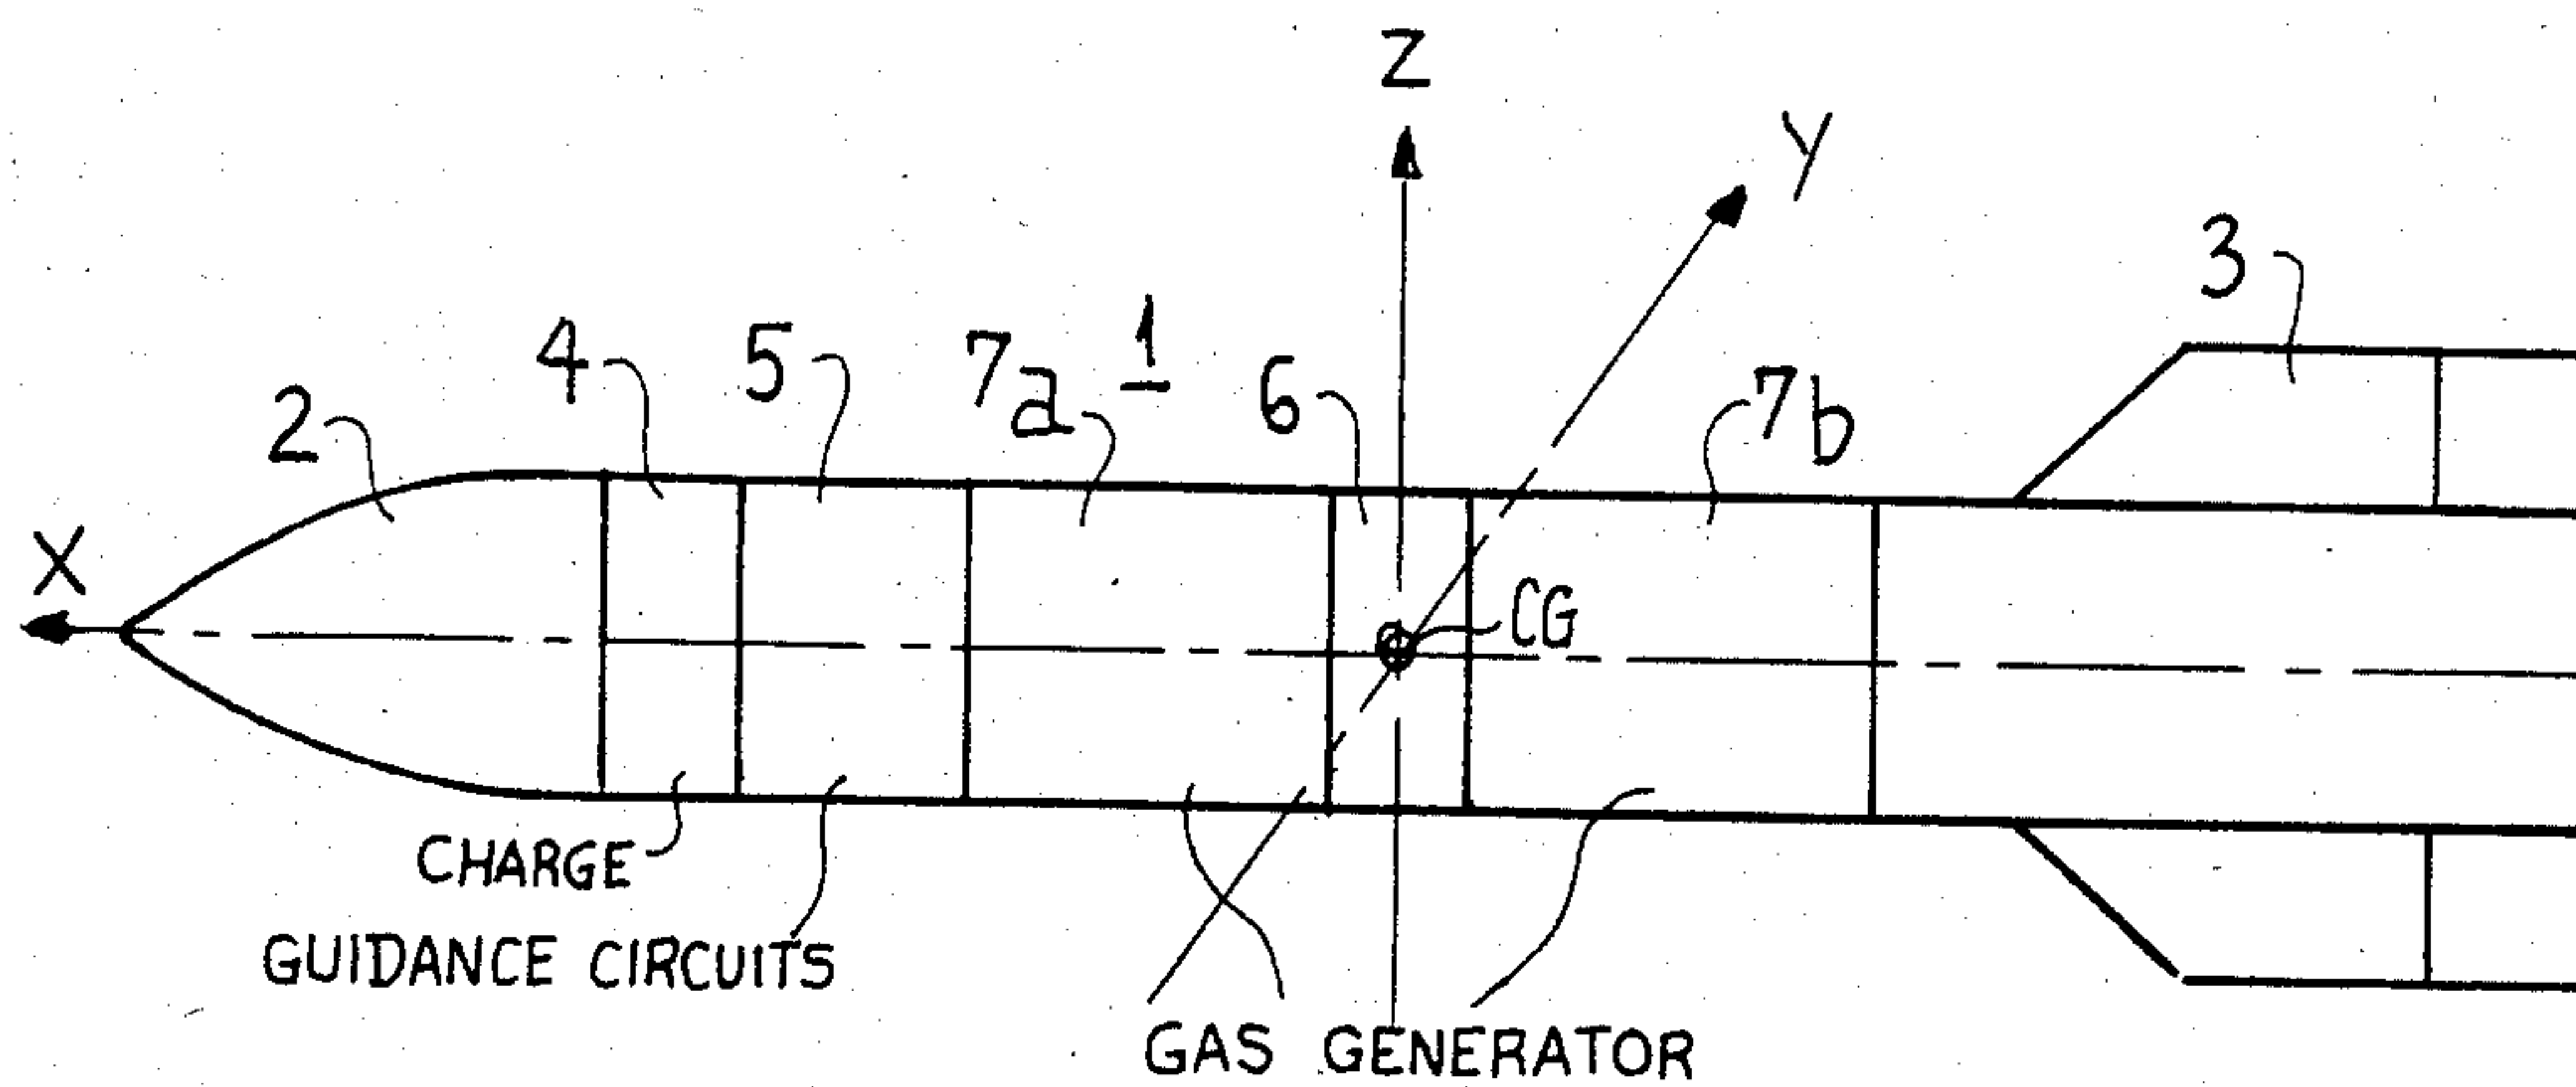 Z
Y
3
1
4
5
7a
6
7b
2
X
CG
CHARGE
GUIDANCE CIRCUITS
GAS GENERATOR